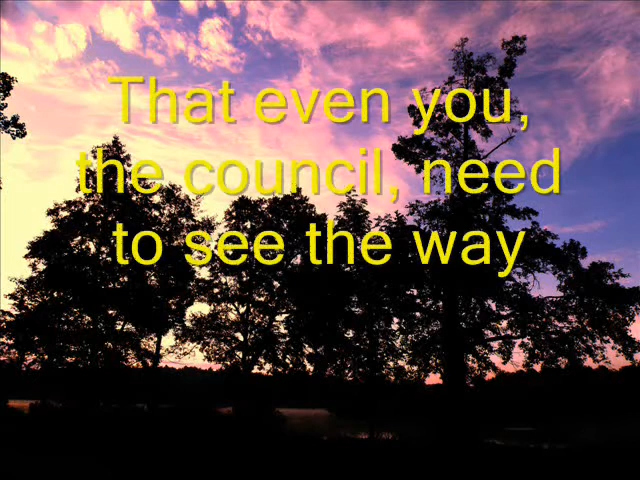 That even you,
the council, need
to see the way